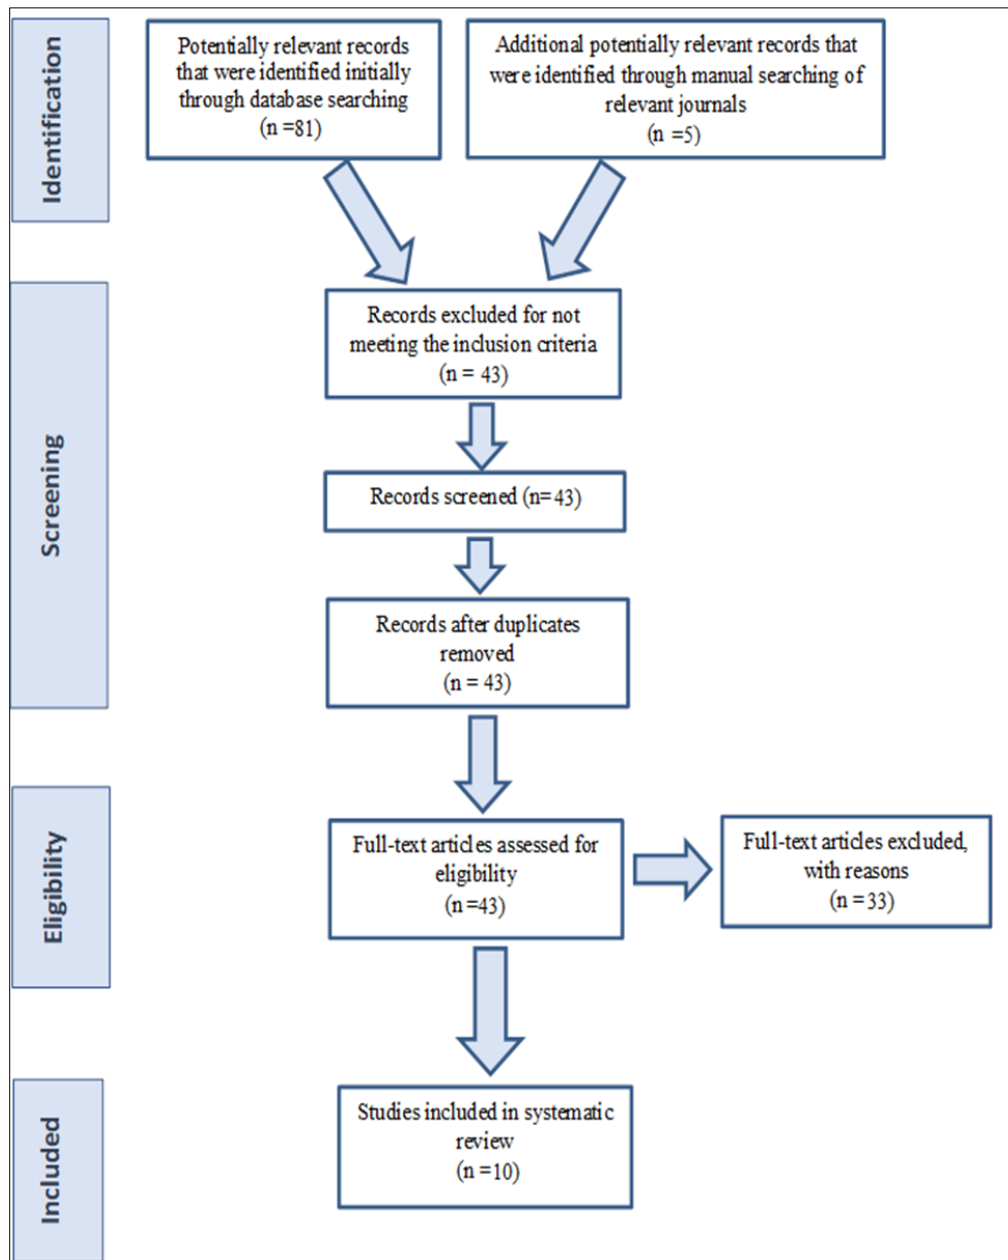 Identification
Potentially relevant records
that were identified initially
through database searching
(n =81)
Additional potentially relevant records that
were identified through manual searching of
relevant journals
(n =5)
Screening
Records excluded for not
meeting the inclusion criteria
(n = 43)
Records screened (n= 43)
Records after duplicates
removed
(n = 43)
Eligibility
Full-text articles assessed for
eligibility
(n =43)
Full-text articles excluded,
with reasons
(n = 33)
Included
Studies included in systematic
review
(n =10)